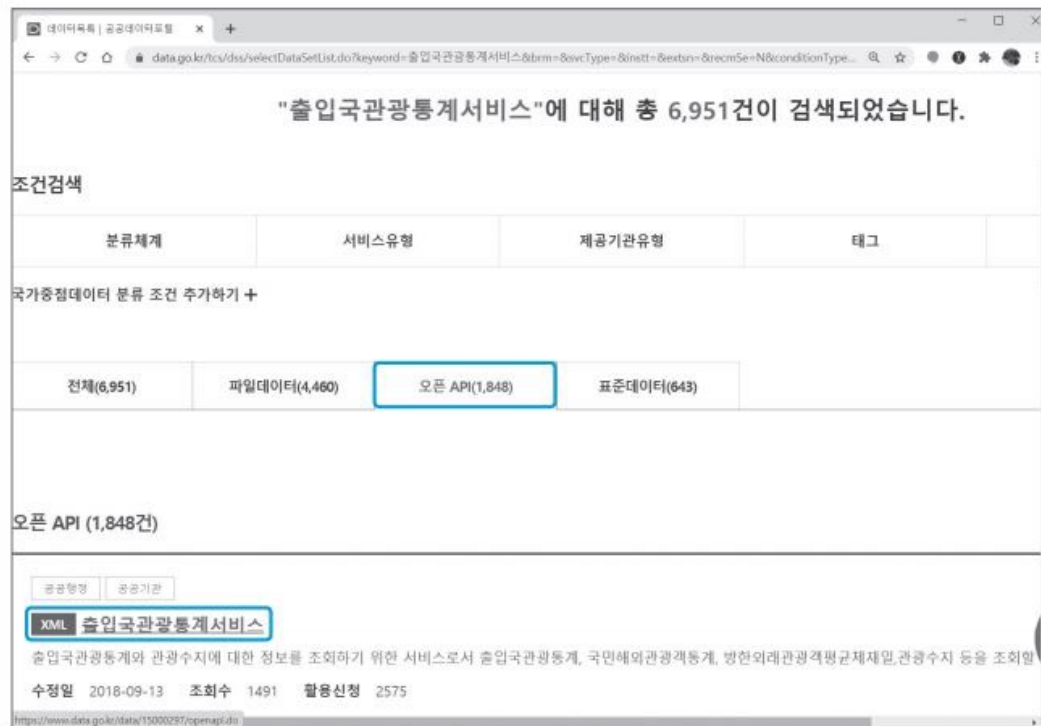 데이터목록 | 공공데이터포털
data.go.kr/tcs/dss/selectDataSetList.do?keyword=출입국관광통계서비스&brm=&svcType=&instt=&extsn=&recmSe=N&conditionType...
"출입국관광통계서비스"에 대해 총 6,951건이 검색되었습니다.
조건검색
분류체계 서비스유형 제공기관유형 태그
국가중점데이터 분류 조건 추가하기 +
전체(6,951) 파일데이터(4,460) 오픈 API(1,848) 표준데이터(643)
오픈 API (1,848건)
공공행정 공공기관
XML 출입국관광통계서비스
출입국관광통계와 관광수지에 대한 정보를 조회하기 위한 서비스로서 출입국관광통계, 국민해외관광객통계, 방한외래관광객평균체재일,관광수지 등을 조회할
수정일 2018-09-13 조회수 1491 활용신청 2575
https://www.data.go.kr/data/15000297/openapi.do